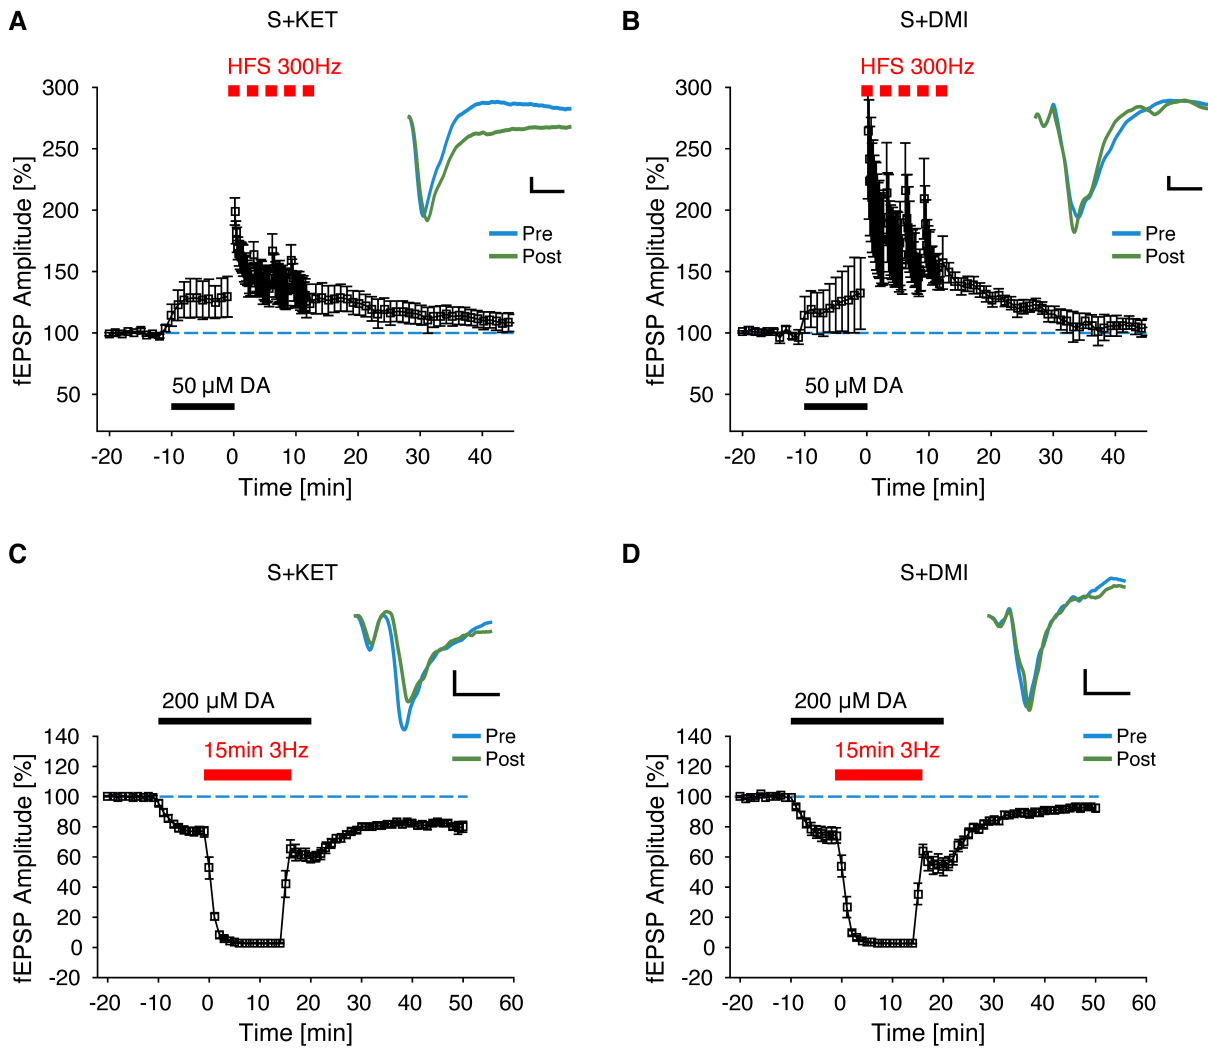 A
S+KET
HFS 300Hz
300
250
200
150
100
50
fEPSP Amplitude [%]
Pre
Post
50 µM DA
-20 -10 0 10 20 30 40
Time [min]
B
S+DMI
HFS 300Hz
300
250
200
150
100
50
fEPSP Amplitude [%]
Pre
Post
50 µM DA
-20 -10 0 10 20 30 40
Time [min]
C
S+KET
200 µM DA
15min 3Hz
Pre
Post
140
120
100
80
60
40
20
0
-20
fEPSP Amplitude [%]
-20 -10 0 10 20 30 40 50 60
Time [min]
D
S+DMI
200 µM DA
15min 3Hz
Pre
Post
140
120
100
80
60
40
20
0
-20
fEPSP Amplitude [%]
-20 -10 0 10 20 30 40 50 60
Time [min]